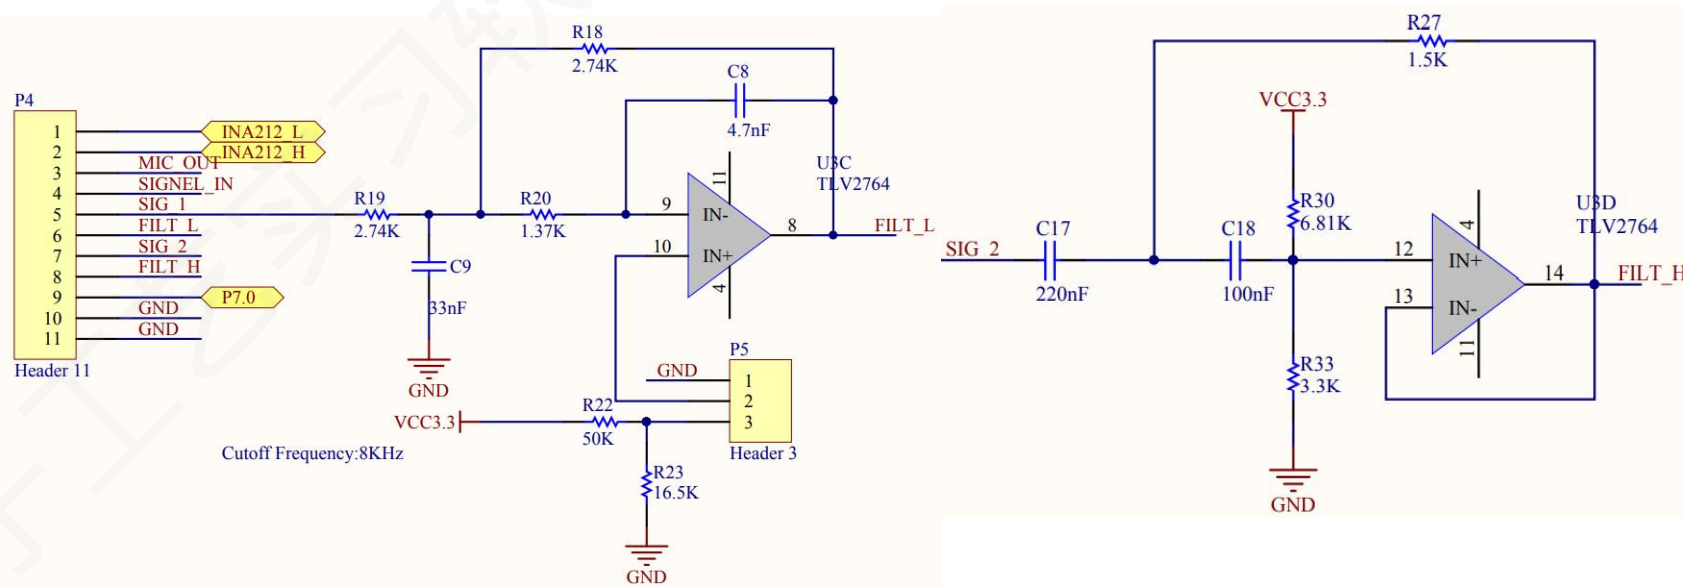 P4
1
INA212_L
2
INA212_H
3
MIC_OUT
4
SIGNEL_IN
5
SIG_1
6
FILT_L
7
SIG_2
8
FILT_H
9
P7.0
10
GND
11
GND
Header 11
R19
2.74K
C9
33nF
GND
R18
2.74K
C8
4.7nF
R20
1.37K
U3C
TLV2764
11
9
IN-
10
IN+
4
8
FILT_L
P5
GND
1
2
3
Header 3
VCC3.3
R22
50K
R23
16.5K
GND
Cutoff Frequency:8KHz
R27
1.5K
VCC3.3
R30
6.81K
U3D
TLV2764
SIG_2
C17
220nF
C18
100nF
4
12
IN+
13
IN-
11
14
FILT_H
R33
3.3K
GND
工艺实习软